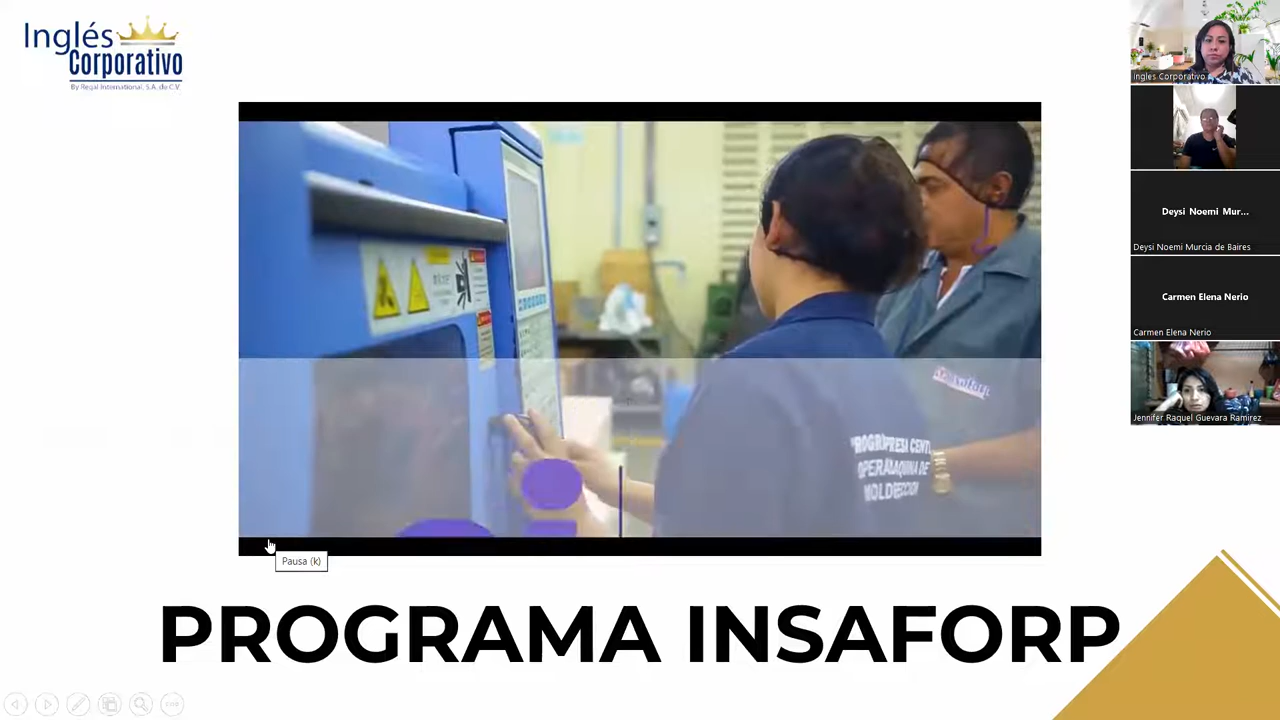 Inglés
Corporativo
By Regal International, S.A. de C.V.
Ingles Corporativo
Deysi Noemi Mur...
Deysi Noemi Murcia de Baires
Carmen Elena Nerio
Carmen Elena Nerio
Jennifer Raquel Guevara Ramirez
Insaforp
Pausa (k)
PROGRAMA INSAFORP